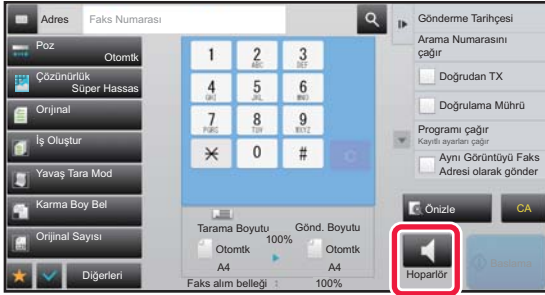 Adres
Faks Numarası
Poz
Otomtk
Çözünürlük
Süper Hassas
Orijinal
İş Oluştur
Yavaş Tara Mod
Karma Boy Bel
Orijinal Sayısı
Diğerleri
1
2 ABC
3 DEF
4 GHI
5 JKL
6 MNO
7 PQRS
8 TUV
9 WXYZ
0
#
Tarama Boyutu
Gönd. Boyutu
100%
Otomtk
Otomtk
A4
A4
Faks alım belleği : 100%
Gönderme Tarihçesi
Arama Numarasını
çağır
Doğrudan TX
Doğrulama Mührü
Programı çağır
Kayıtlı ayarları çağır
Aynı Görüntüyü Faks
Adresi olarak gönder
Önizle
CA
Hoparlör